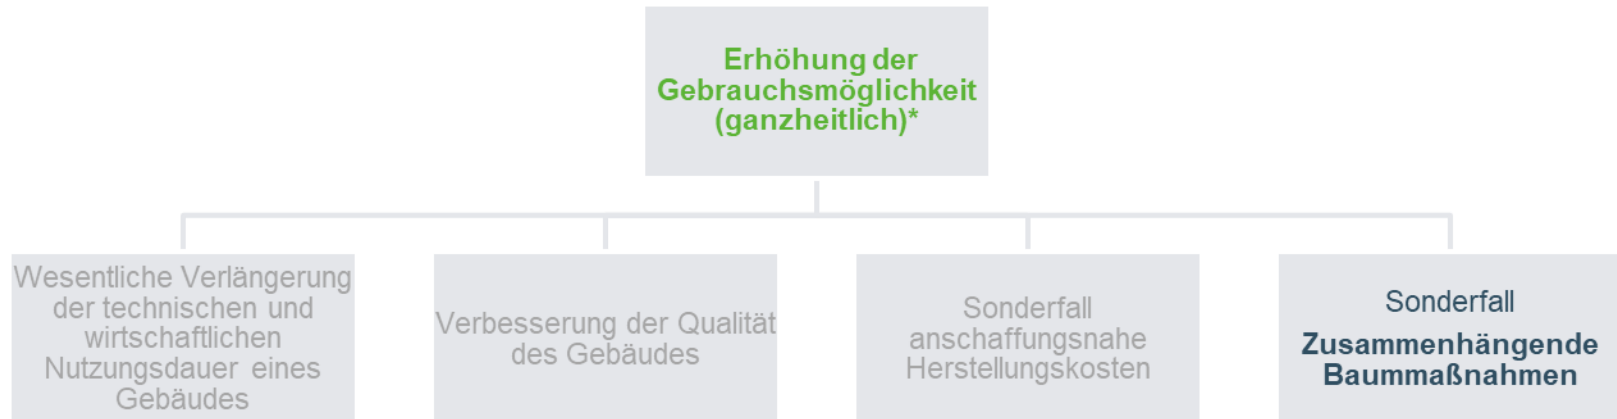 Erhöhung der
Gebrauchsmöglichkeit
(ganzheitlich)*
Wesentliche Verlängerung
der technischen und
wirtschaftlichen
Nutzungsdauer eines
Gebäudes
Verbesserung der Qualität
des Gebäudes
Sonderfall
anschaffungsnahe
Herstellungskosten
Sonderfall
Zusammenhängende
Baummaßnahmen